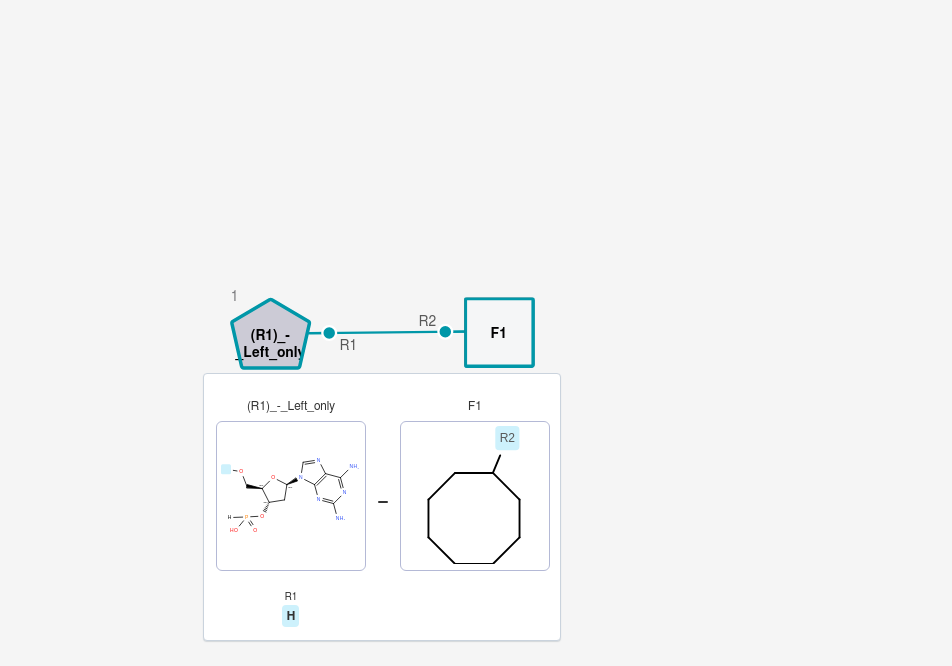 1
(R1)_-
_Left_only
R1
R2
F1
(R1)_-_Left_only
F1
R2
O
O
N
N
NH₂
N
N
NH₂
H
P
O
HO
O
–
R1
H